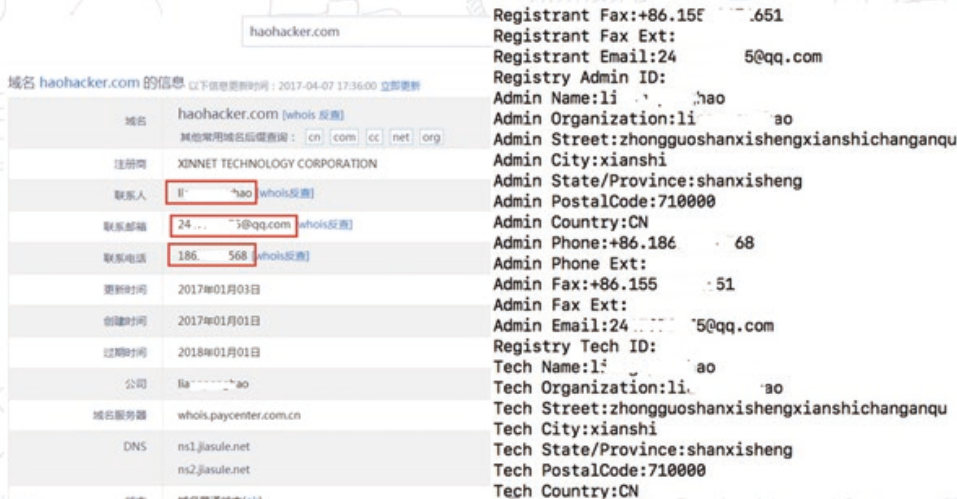 haohacker.com
域名 haohacker.com 的信息 以下信息更新时间：2017-04-07 17:36:00 立即更新
域名 haohacker.com [whois 反查]
其他常用域名后缀查询： cn com cc net org
注册商 XINNET TECHNOLOGY CORPORATION
联系人 hao [whois反查]
联系邮箱 24 5@qq.com [whois反查]
联系电话 186 568 [whois反查]
更新时间 2017年01月03日
创建时间 2017年01月01日
过期时间 2018年01月01日
公司 lia hao
域名服务器 whois.paycenter.com.cn
DNS ns1.jiasule.net
ns2.jiasule.net
Registrant Fax:+86.155 651
Registrant Fax Ext:
Registrant Email:24 5@qq.com
Registry Admin ID:
Admin Name:li hao
Admin Organization:li ao
Admin Street:zhongguoshanxishengxianshichanganqu
Admin City:xianshi
Admin State/Province:shanxisheng
Admin PostalCode:710000
Admin Country:CN
Admin Phone:+86.186 68
Admin Phone Ext:
Admin Fax:+86.155 51
Admin Fax Ext:
Admin Email:24 5@qq.com
Registry Tech ID:
Tech Name:li ao
Tech Organization:li ao
Tech Street:zhongguoshanxishengxianshichanganqu
Tech City:xianshi
Tech State/Province:shanxisheng
Tech PostalCode:710000
Tech Country:CN